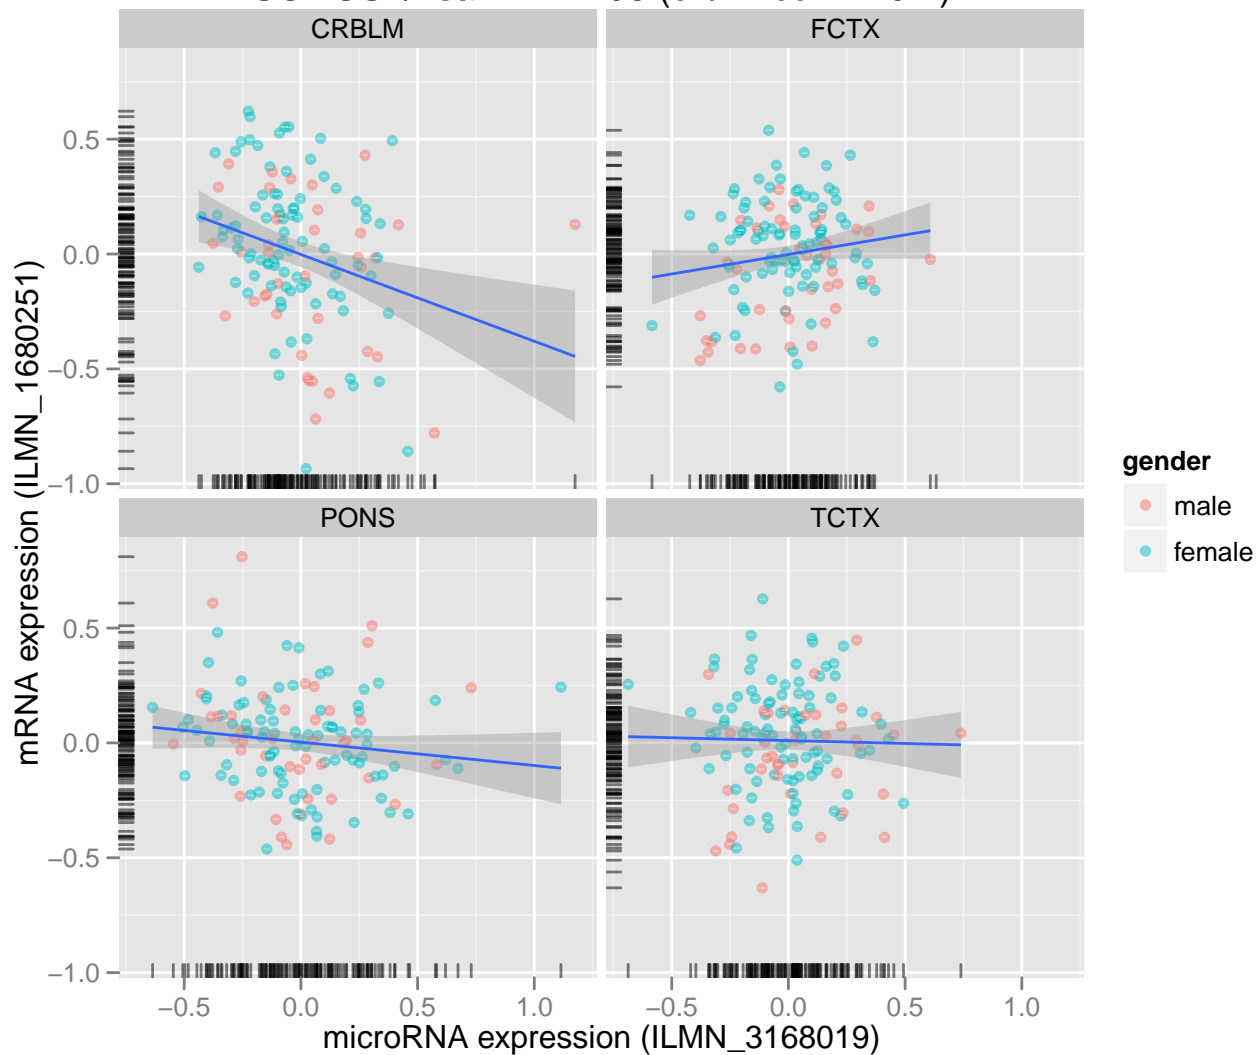 CRBLM
FCTX
PONS
TCTX
0.5
0.0
−0.5
−1.0
0.5
0.0
−0.5
−1.0
mRNA expression (ILMN_1680251)
−0.5 0.0 0.5 1.0
−0.5 0.0 0.5 1.0
microRNA expression (ILMN_3168019)
gender
male
female